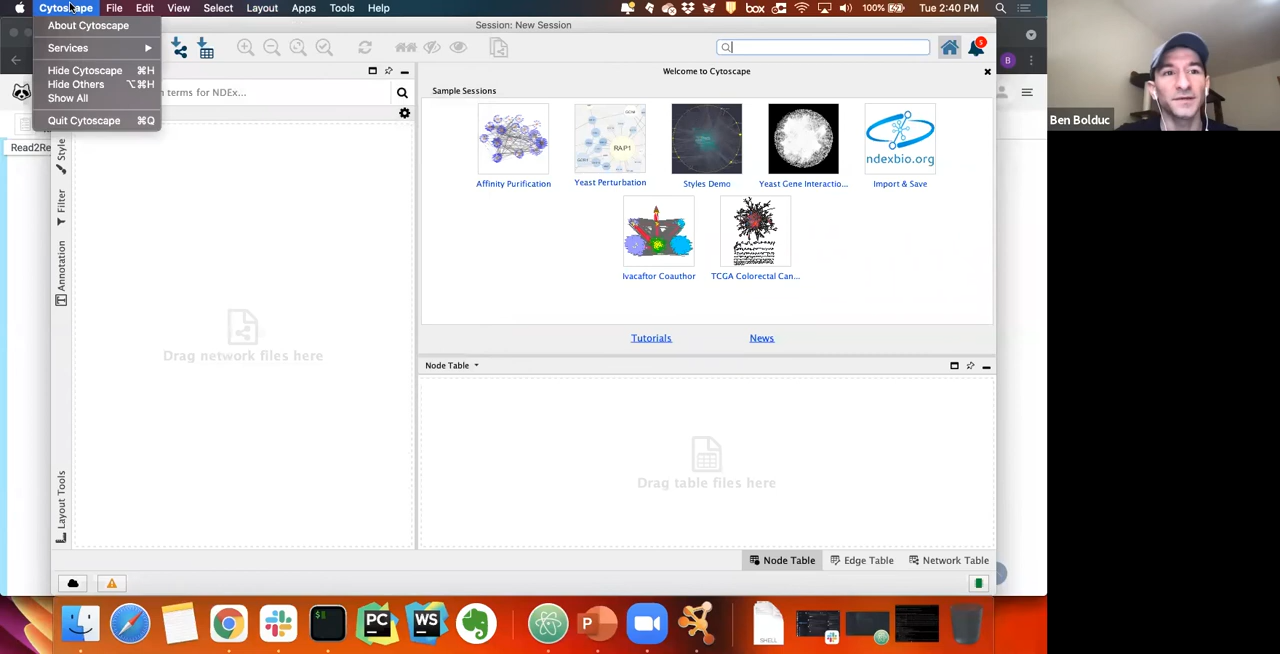 Cytoscape File Edit View Select Layout Apps Tools Help
box 100% Tue 2:40 PM
Session: New Session
About Cytoscape
Services
Hide Cytoscape ⌘H
Hide Others ⌥⌘H
Show All
Quit Cytoscape ⌘Q
5
B
terms for NDEx...
Welcome to Cytoscape
Sample Sessions
RAP1
ndexbio.org
Affinity Purification
Yeast Perturbation
Styles Demo
Yeast Gene Interactio...
Import & Save
Ivacaftor Coauthor
TCGA Colorectal Can...
Tutorials
News
Read2Re
Style
Filter
Annotation
Layout Tools
Drag network files here
Node Table
Drag table files here
Node Table
Edge Table
Network Table
Ben Bolduc
PC
WS
P
SHELL